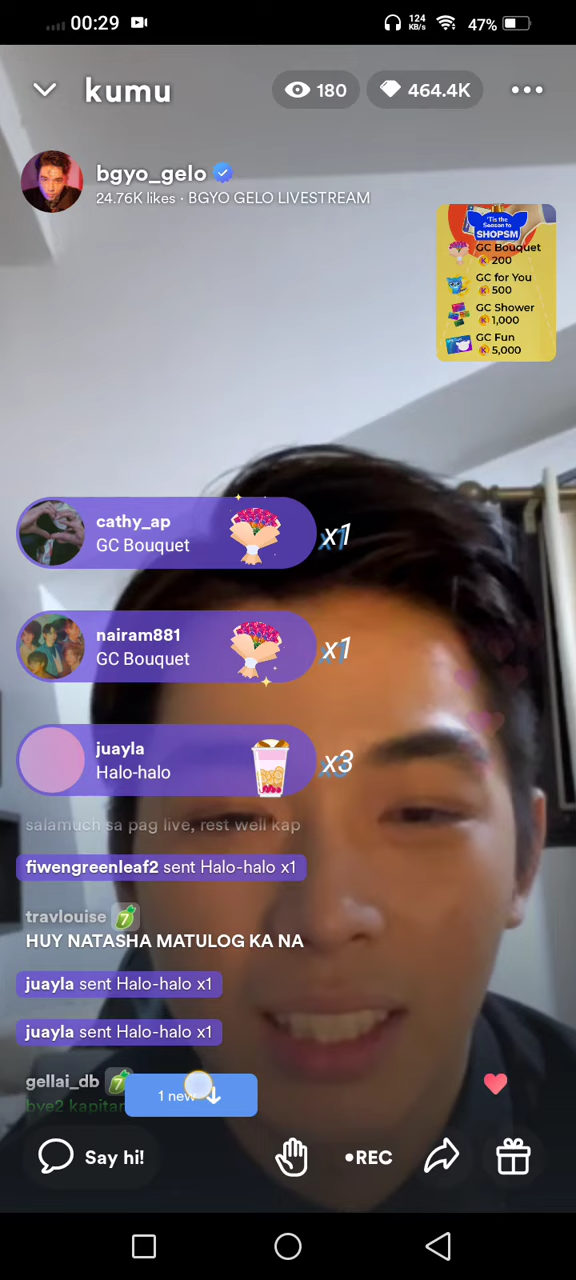 00:29
124
KB/s
47%
kumu
180
464.4K
bgyo_gelo
24.76K likes · BGYO GELO LIVESTREAM
'Tis the
Season to
SHOPSM
GC Bouquet
200
GC for You
500
GC Shower
1,000
GC Fun
5,000
cathy_ap
GC Bouquet
x1
nairam881
GC Bouquet
x1
juayla
Halo-halo
x3
salamuch sa pag live, rest well kap
fiwengreenleaf2 sent Halo-halo x1
travlouise 7
HUY NATASHA MATULOG KA NA
juayla sent Halo-halo x1
juayla sent Halo-halo x1
gellai_db 7
bye2 kapitan
1 new
Say hi!
•REC